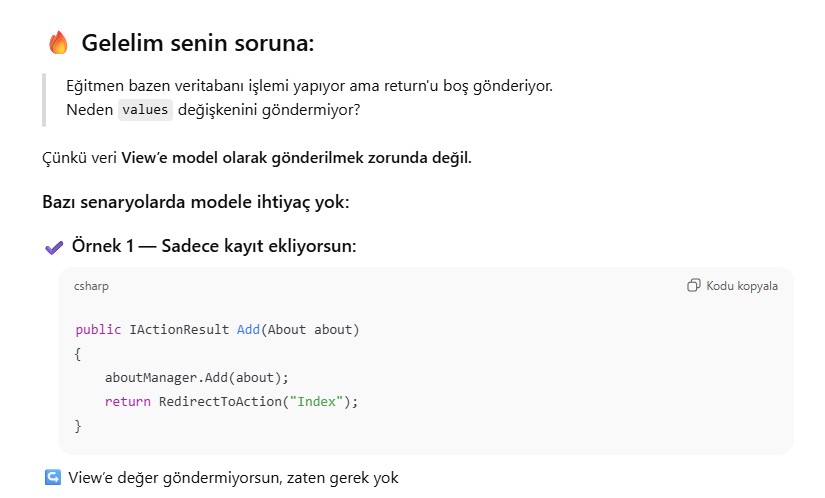 🔥 Gelelim senin soruna:
Eğitmen bazen veritabanı işlemi yapıyor ama return'u boş gönderiyor.
Neden values değişkenini göndermiyor?
Çünkü veri View’e model olarak gönderilmek zorunda değil.
Bazı senaryolarda modele ihtiyaç yok:
✔ Örnek 1 — Sadece kayıt ekliyorsun:
csharp
Kodu kopyala
public IActionResult Add(About about)
{
    aboutManager.Add(about);
    return RedirectToAction("Index");
}
↪ View’e değer göndermiyorsun, zaten gerek yok